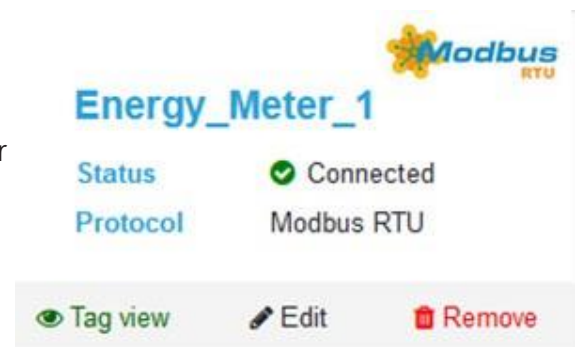 Modbus
RTU
Energy_Meter_1
r
Status Connected
Protocol Modbus RTU
Tag view Edit Remove